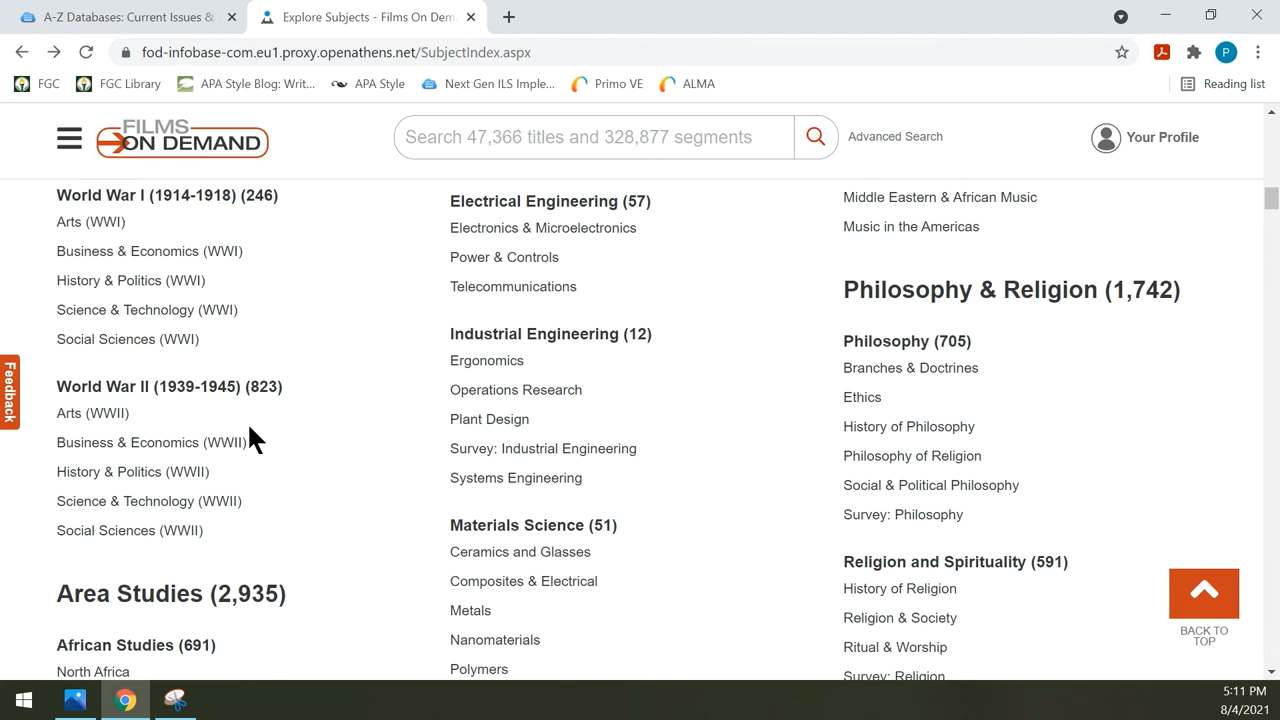 A-Z Databases: Current Issues &
Explore Subjects - Films On Dem
fod-infobase-com.eu1.proxy.openathens.net/SubjectIndex.aspx
P
FGC
FGC Library
APA Style Blog: Writ...
APA Style
Next Gen ILS Imple...
Primo VE
ALMA
Reading list
FILMS
ON DEMAND
Search 47,366 titles and 328,877 segments
Advanced Search
Your Profile
Feedback
World War I (1914-1918) (246)
Arts (WWI)
Business & Economics (WWI)
History & Politics (WWI)
Science & Technology (WWI)
Social Sciences (WWI)
World War II (1939-1945) (823)
Arts (WWII)
Business & Economics (WWII)
History & Politics (WWII)
Science & Technology (WWII)
Social Sciences (WWII)
Area Studies (2,935)
African Studies (691)
North Africa
Electrical Engineering (57)
Electronics & Microelectronics
Power & Controls
Telecommunications
Industrial Engineering (12)
Ergonomics
Operations Research
Plant Design
Survey: Industrial Engineering
Systems Engineering
Materials Science (51)
Ceramics and Glasses
Composites & Electrical
Metals
Nanomaterials
Polymers
Middle Eastern & African Music
Music in the Americas
Philosophy & Religion (1,742)
Philosophy (705)
Branches & Doctrines
Ethics
History of Philosophy
Philosophy of Religion
Social & Political Philosophy
Survey: Philosophy
Religion and Spirituality (591)
History of Religion
Religion & Society
Ritual & Worship
Survey: Religion
BACK TO
TOP
5:11 PM
8/4/2021